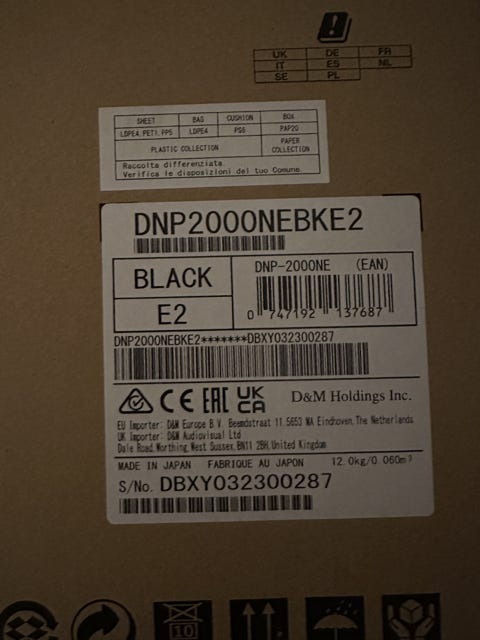 UK DE FR
IT ES NL
SE PL
SHEET BAG CUSHION BOX
LDPE4.PET1.PP5 LDPE4 PS6 PAP20
PLASTIC COLLECTION PAPER COLLECTION
Raccolta differenziata.
Verifica le disposizioni del tuo Comune.
DNP2000NEBKE2
BLACK
E2
DNP-2000NE (EAN)
0 747192 137687
DNP2000NEBKE2*******DBXY032300287
CE EAC UK CA D&M Holdings Inc.
EU Importer: D&M Europe B.V. Beemdstraat 11 5653 MA Eindhoven, The Netherlands
UK Importer: D&M Audiovisual Ltd
Dale Road, Worthing, West Sussex, BN11 2BH, United Kingdom
MADE IN JAPAN FABRIQUE AU JAPON 12.0kg/0.060m³
S/No. DBXY032300287
10